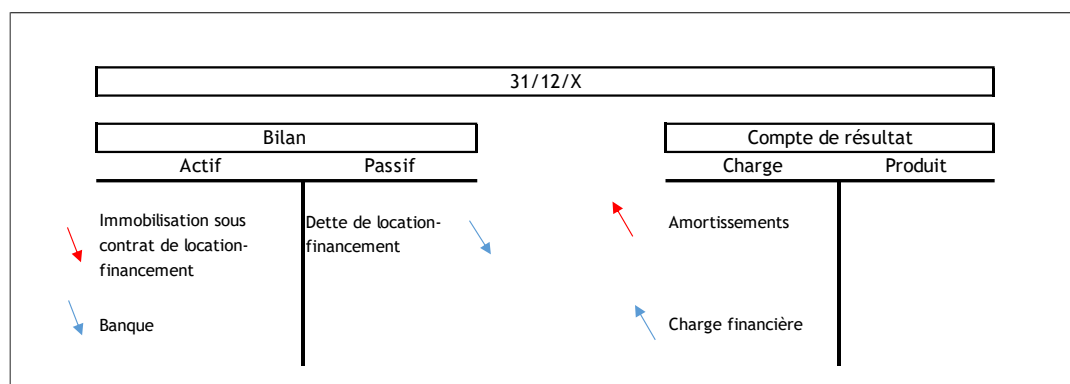 31/12/X
Bilan
Compte de résultat
Actif
Passif
Charge
Produit
Immobilisation sous
contrat de location-
financement
Dette de location-
financement
Amortissements
Banque
Charge financière